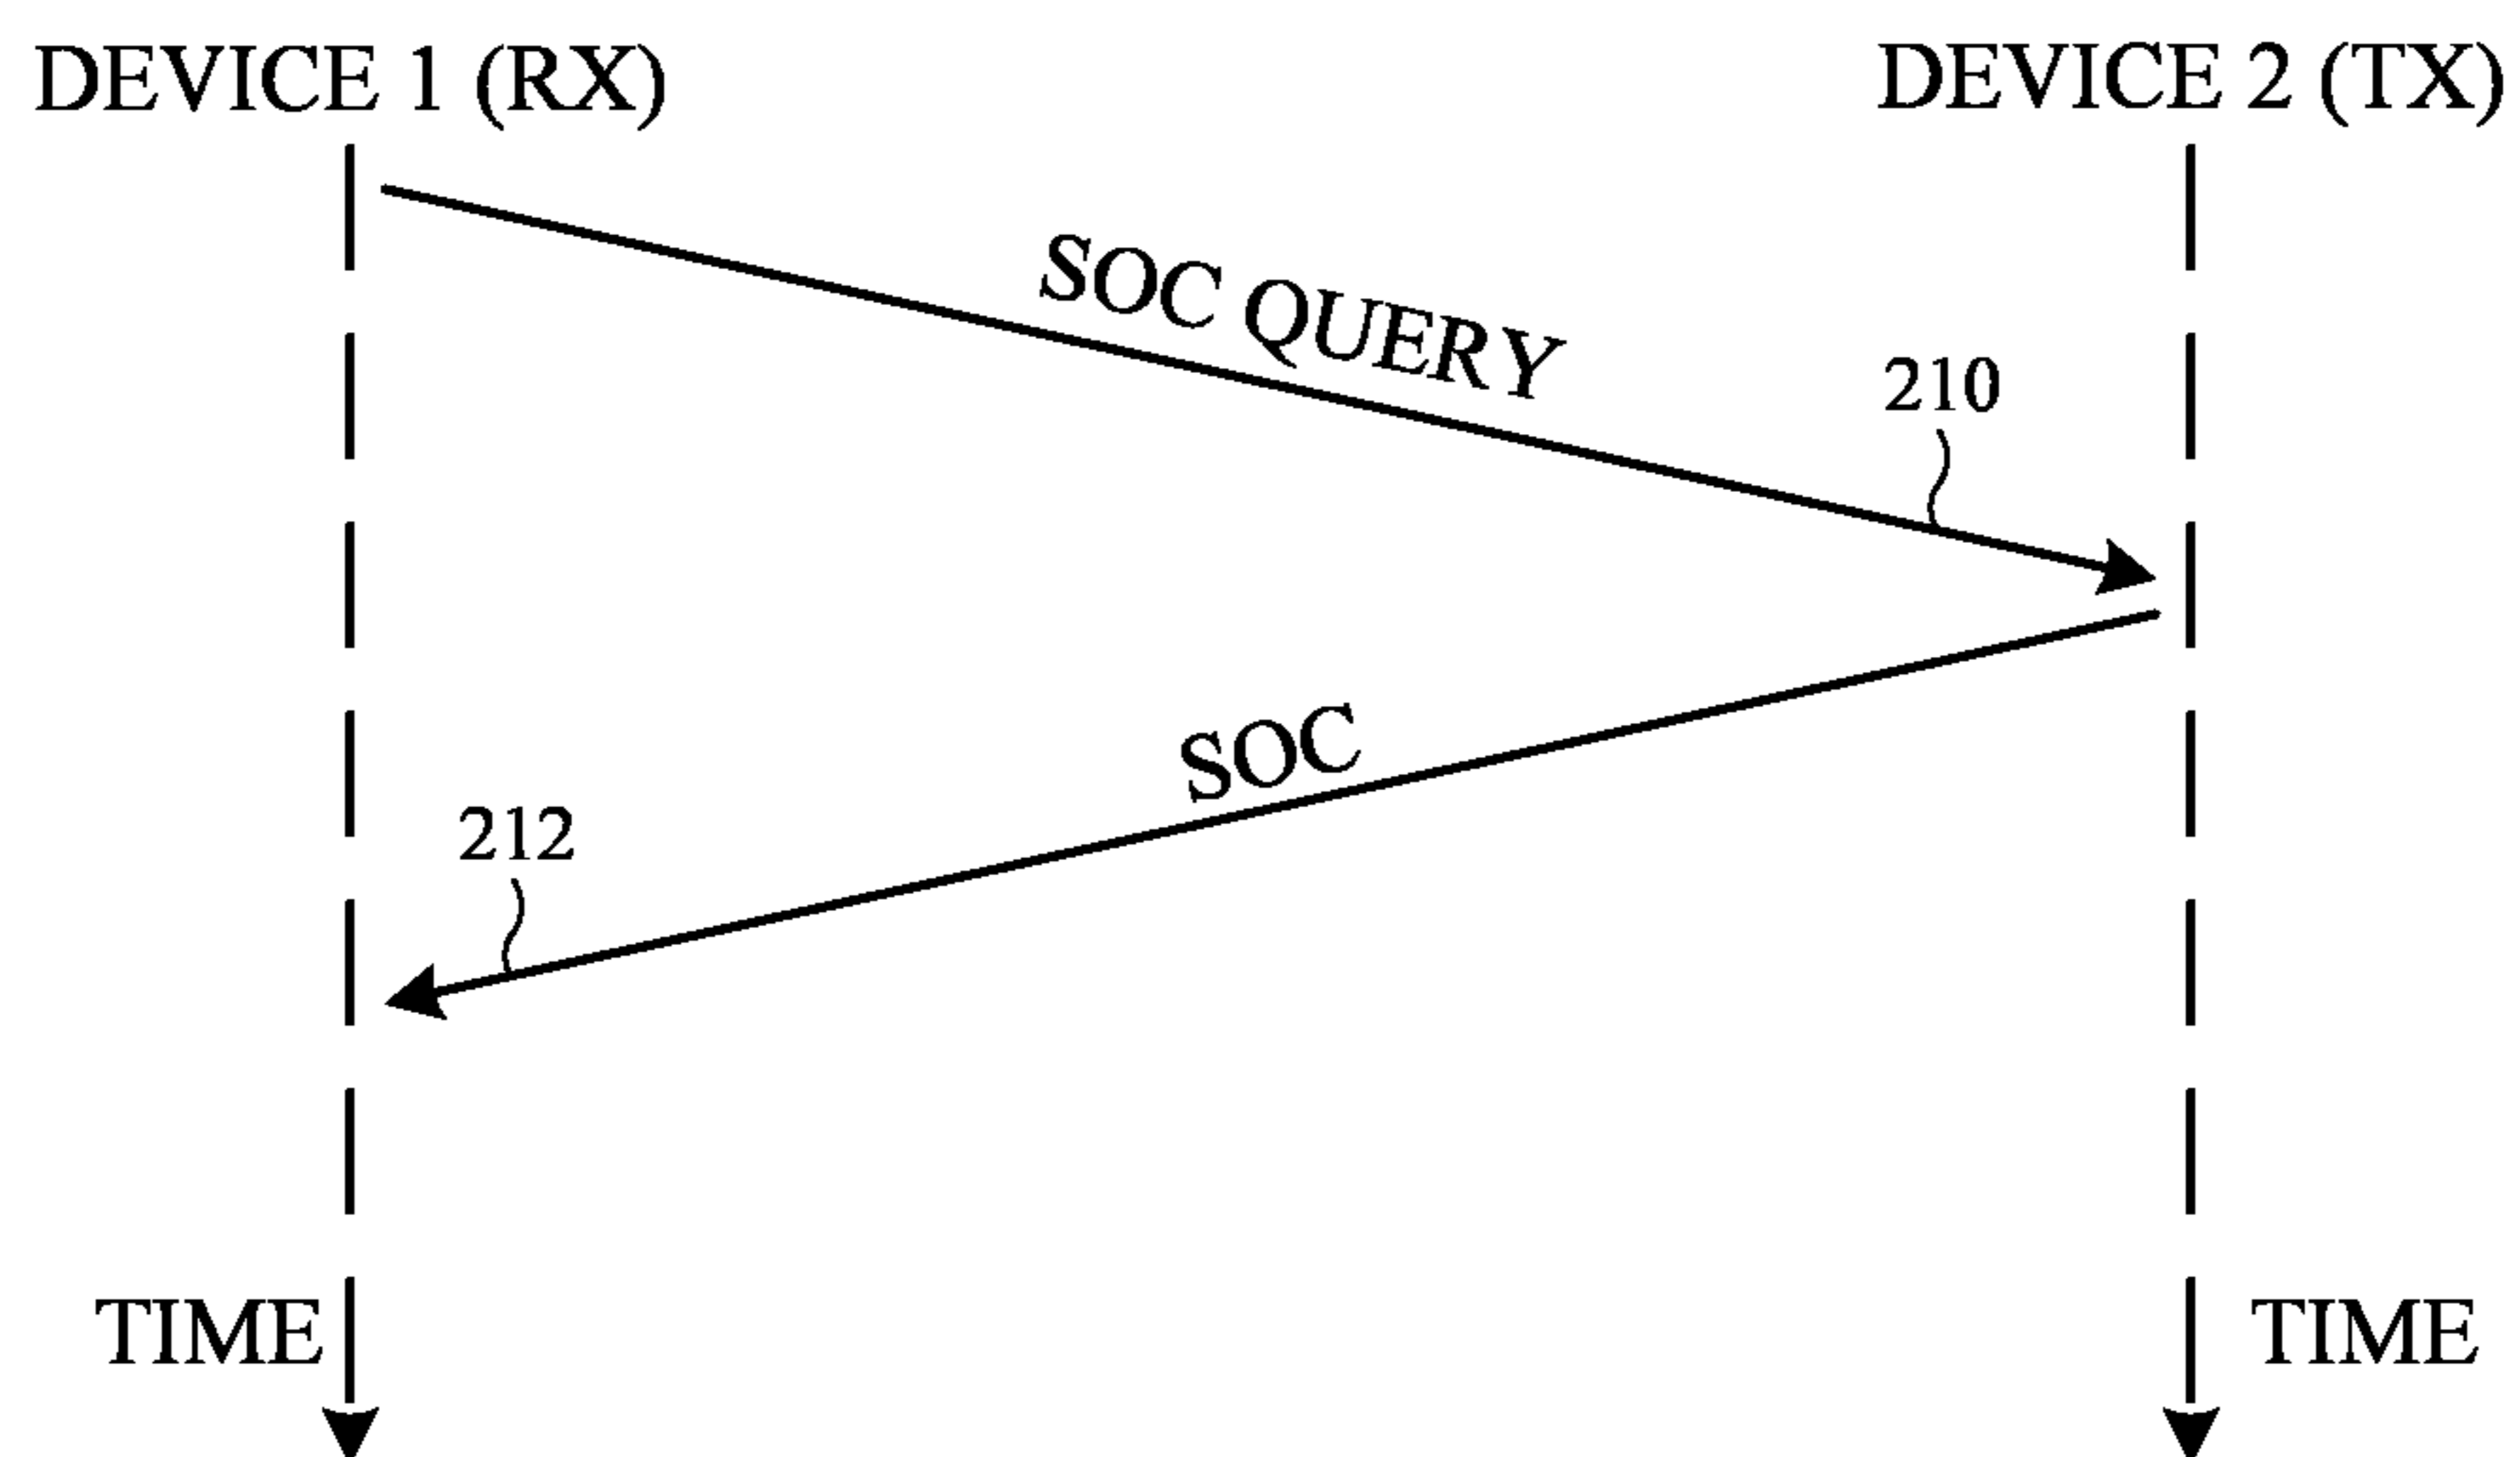 DEVICE 1 (RX)
DEVICE 2 (TX)
SOC QUERY
210
SOC
212
TIME
TIME